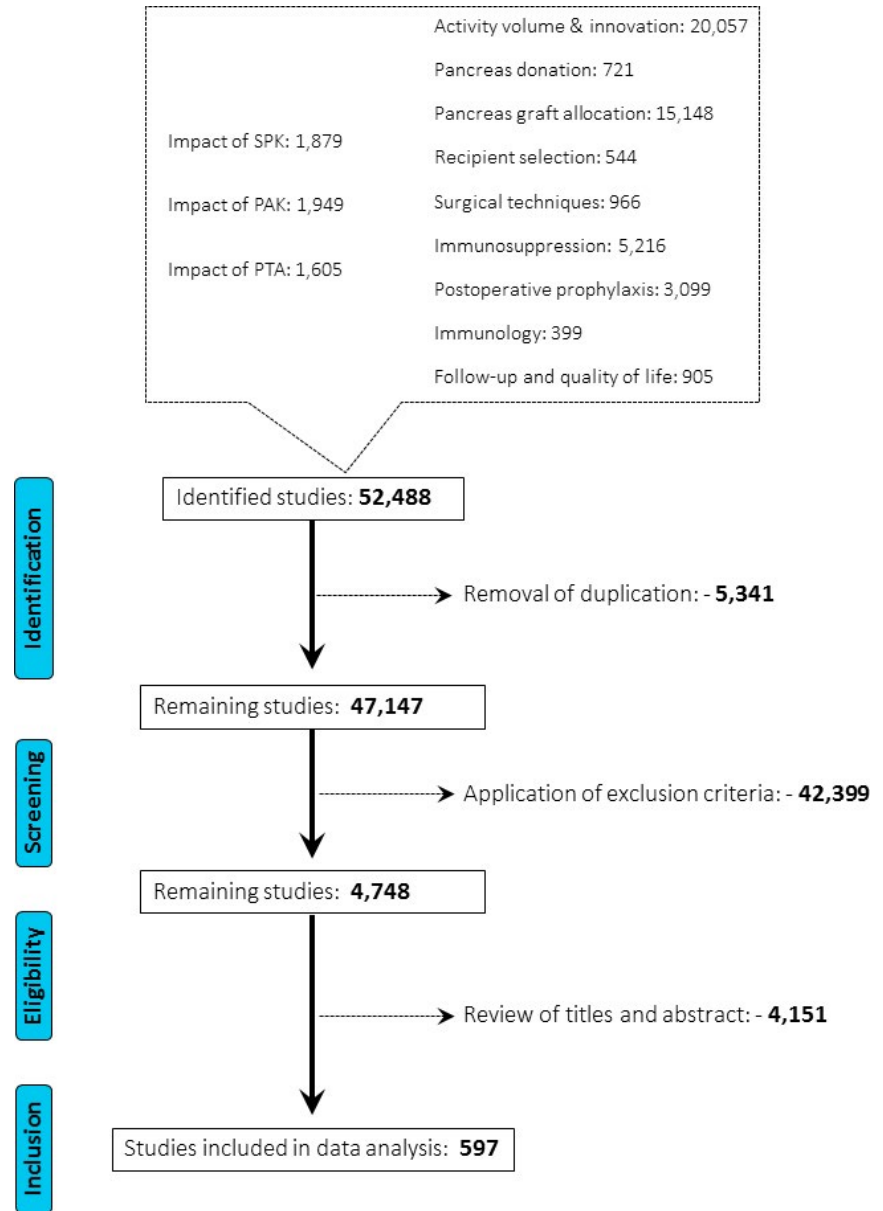 Impact of SPK: 1,879
Impact of PAK: 1,949
Impact of PTA: 1,605
Activity volume & innovation: 20,057
Pancreas donation: 721
Pancreas graft allocation: 15,148
Recipient selection: 544
Surgical techniques: 966
Immunosuppression: 5,216
Postoperative prophylaxis: 3,099
Immunology: 399
Follow-up and quality of life: 905
Identification
Identified studies: 52,488
Removal of duplication: - 5,341
Remaining studies: 47,147
Screening
Application of exclusion criteria: - 42,399
Remaining studies: 4,748
Eligibility
Review of titles and abstract: - 4,151
Inclusion
Studies included in data analysis: 597